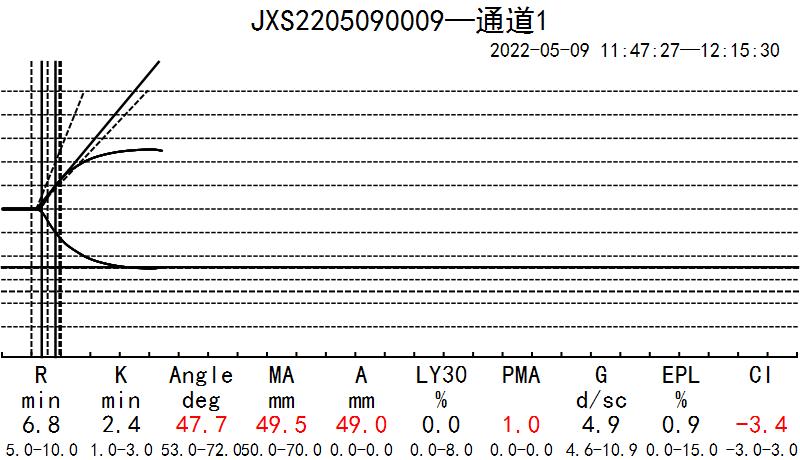 JXS2205090009—通道1
2022-05-09 11:47:27—12:15:30
R K Angle MA A LY30 PMA G EPL CI
min min deg mm mm % d/sc %
6.8 2.4 47.7 49.5 49.0 0.0 1.0 4.9 0.9 -3.4
5.0-10.0 1.0-3.0 53.0-72.0 50.0-70.0 0.0-0.0 0.0-8.0 0.0-0.0 4.6-10.9 0.0-15.0 -3.0-3.0